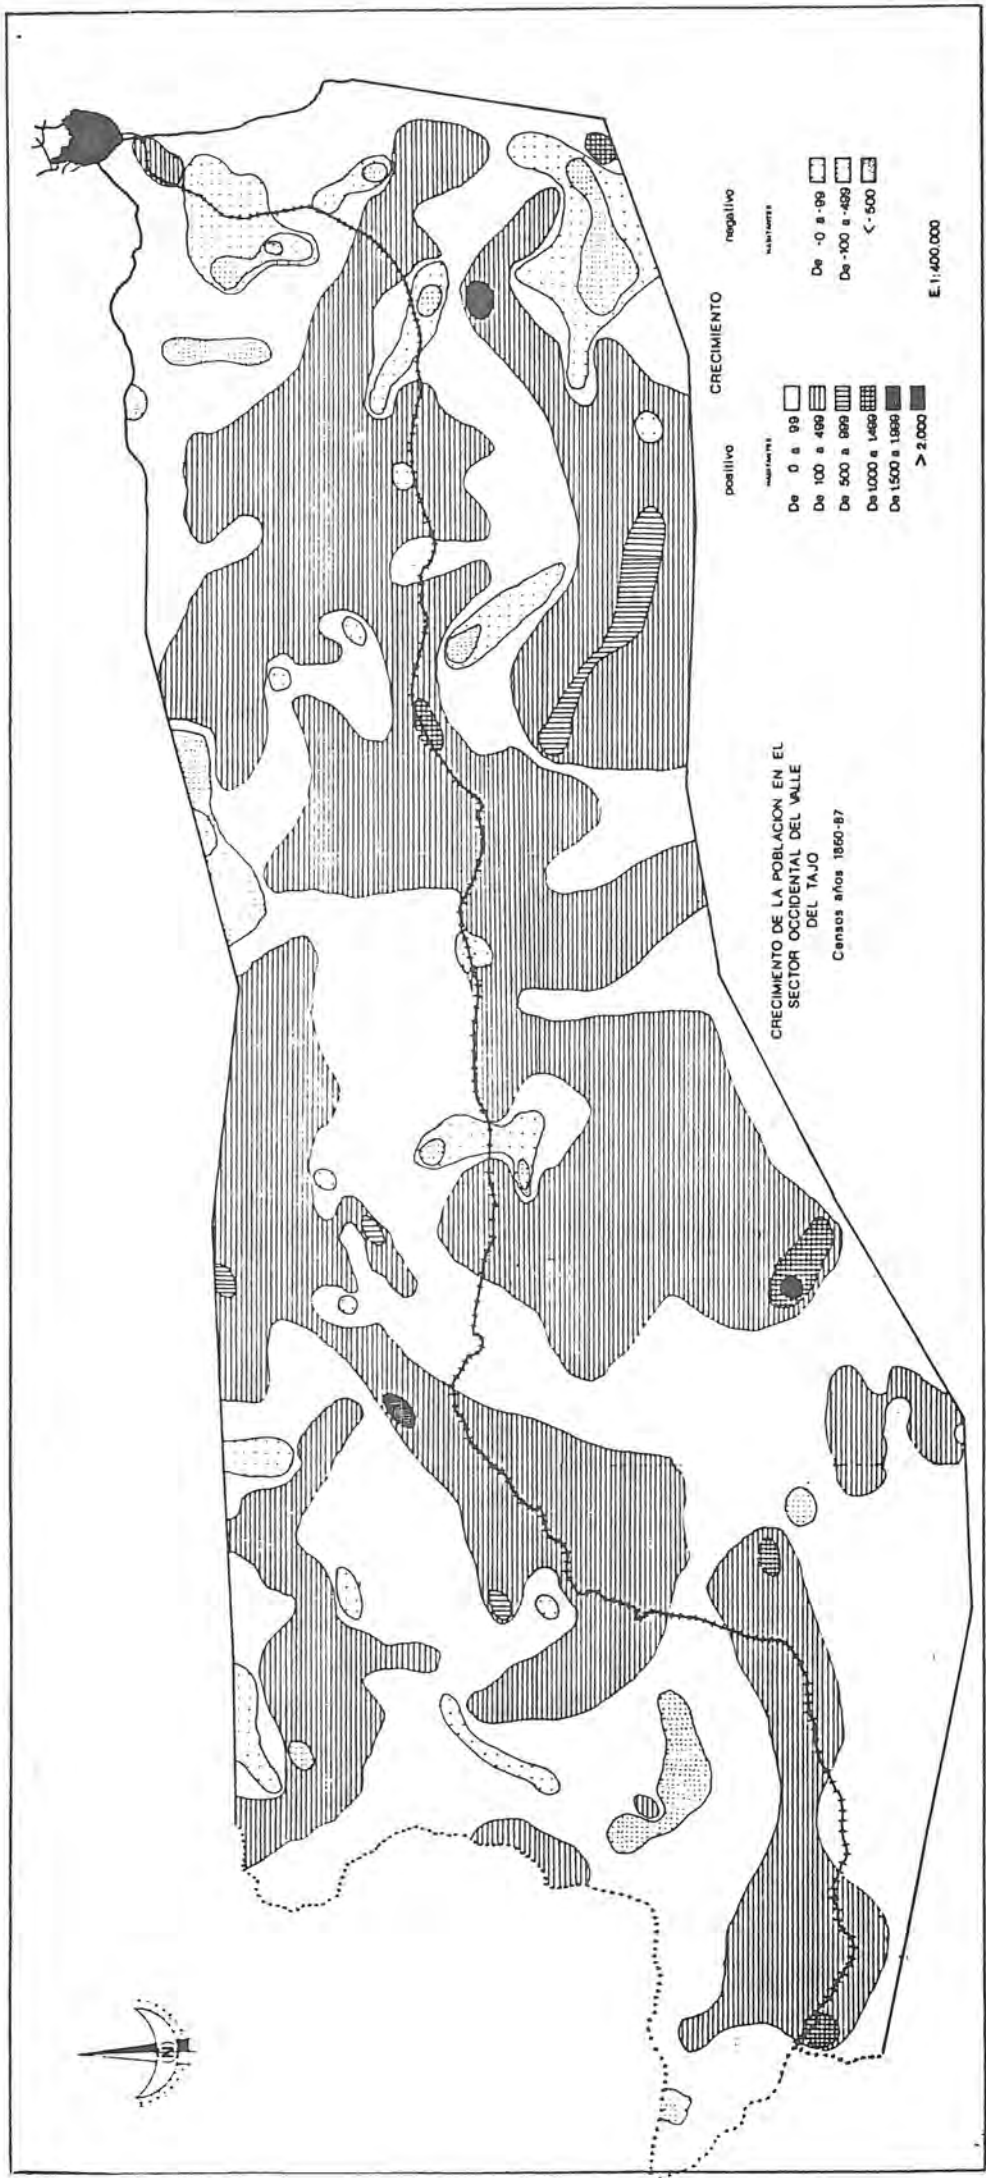 CRECIMIENTO
positivo
negativo
HABITANTES
HABITANTES
De 0 a 99
De 100 a 499
De 500 a 999
De 1.000 a 1.499
De 1.500 a 1.999
> 2.000
De -0 a -99
De -100 a -499
< -500
E. 1:400.000
CRECIMIENTO DE LA POBLACION EN EL
SECTOR OCCIDENTAL DEL VALLE
DEL TAJO
Censos años 1860-87
(N)